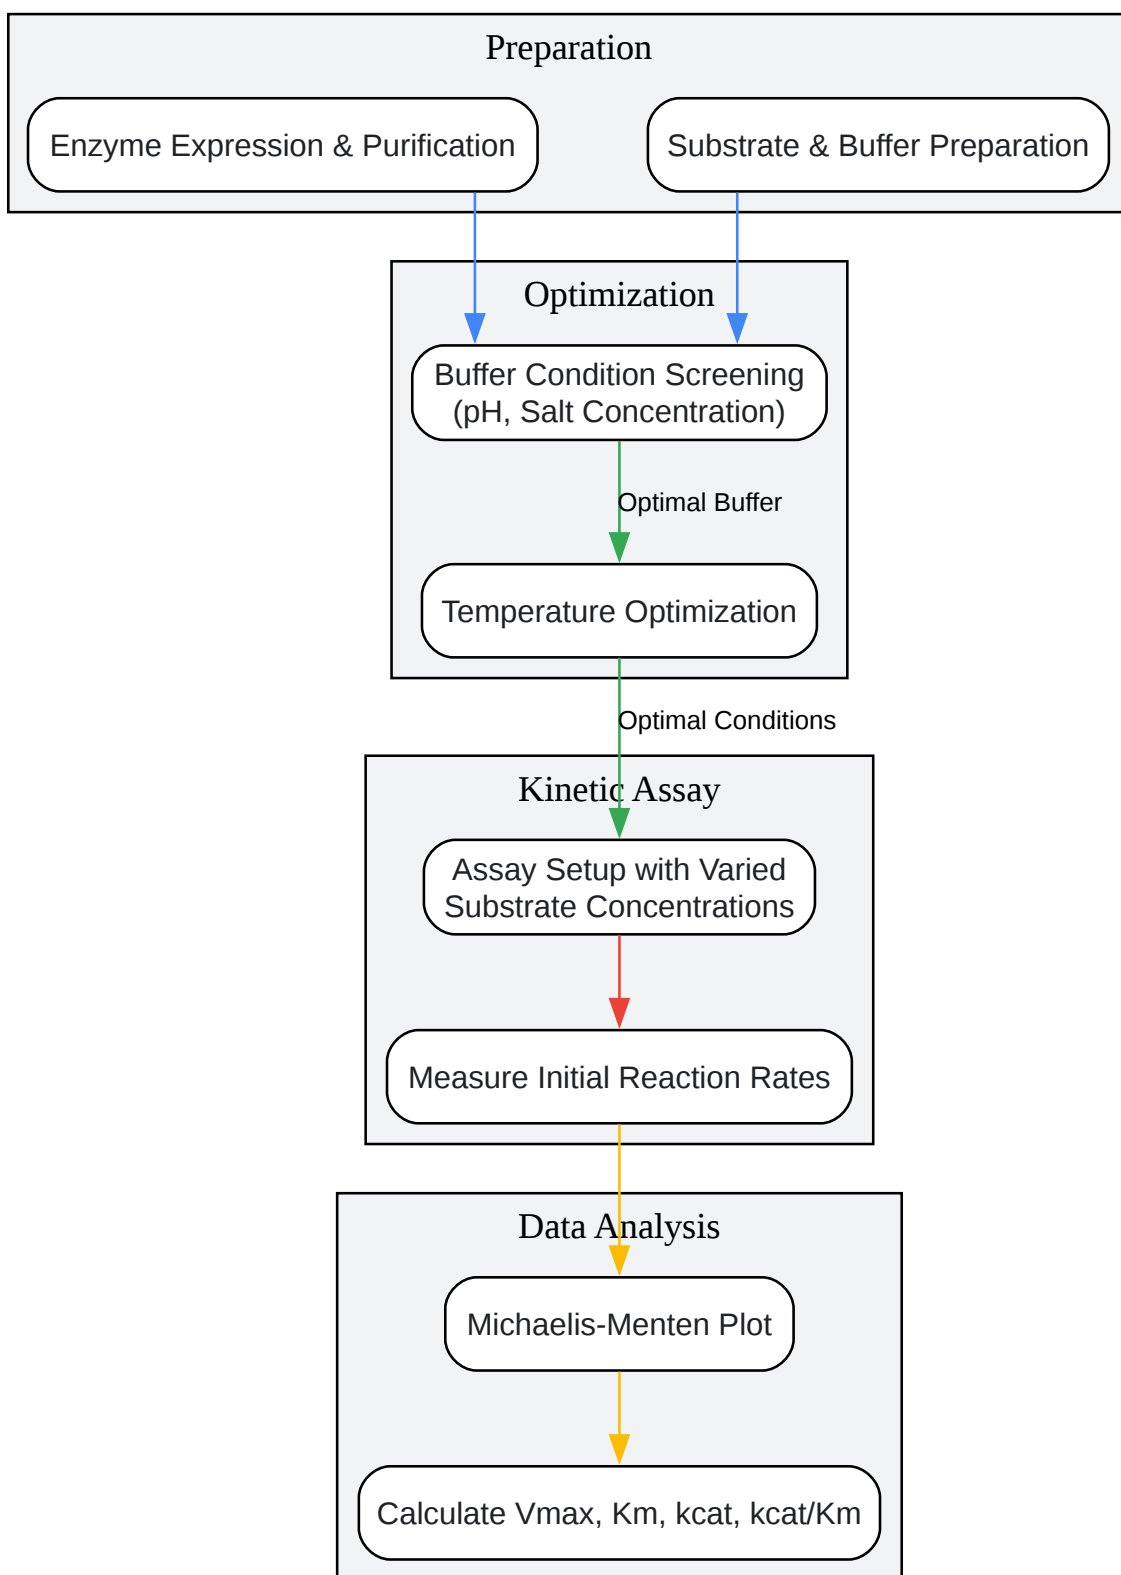 Preparation
Enzyme Expression & Purification
Substrate & Buffer Preparation
Optimization
Buffer Condition Screening
(pH, Salt Concentration)
Optimal Buffer
Temperature Optimization
Optimal Conditions
Kinetic Assay
Assay Setup with Varied
Substrate Concentrations
Measure Initial Reaction Rates
Data Analysis
Michaelis-Menten Plot
Calculate Vmax, Km, kcat, kcat/Km